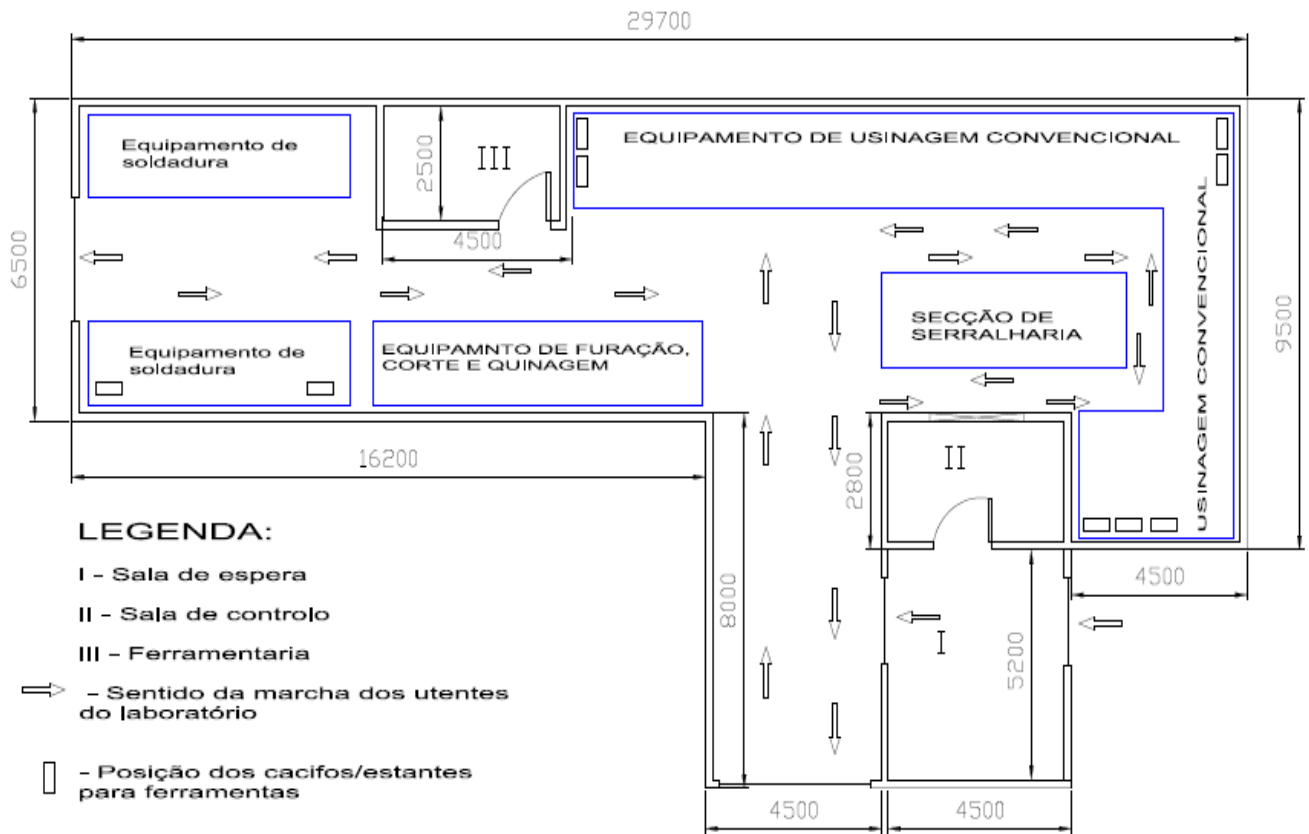 29700
Equipamento de
soldadura
III
2500
4500
EQUIPAMENTO DE USINAGEM CONVENCIONAL
USINAGEM CONVENCIONAL
6500
9500
Equipamento de
soldadura
EQUIPAMNTO DE FURAÇÃO,
CORTE E QUINAGEM
SECÇÃO DE
SERRALHARIA
16200
2800
II
4500
8000
I
5200
4500
4500
LEGENDA:
I - Sala de espera
II - Sala de controlo
III - Ferramentaria
- Sentido da marcha dos utentes
do laboratório
- Posição dos cacifos/estantes
para ferramentas